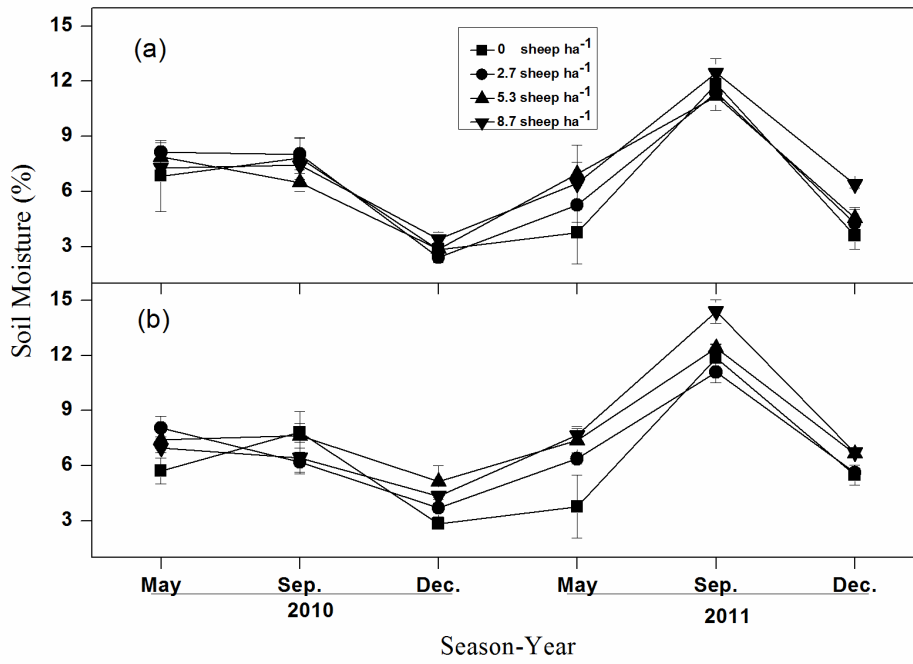 15
12
9
6
3
(a)
0 sheep ha-1
2.7 sheep ha-1
5.3 sheep ha-1
8.7 sheep ha-1
Soil Moisture (%)
15
12
9
6
3
(b)
May Sep. Dec. May Sep. Dec.
2010 2011
Season-Year